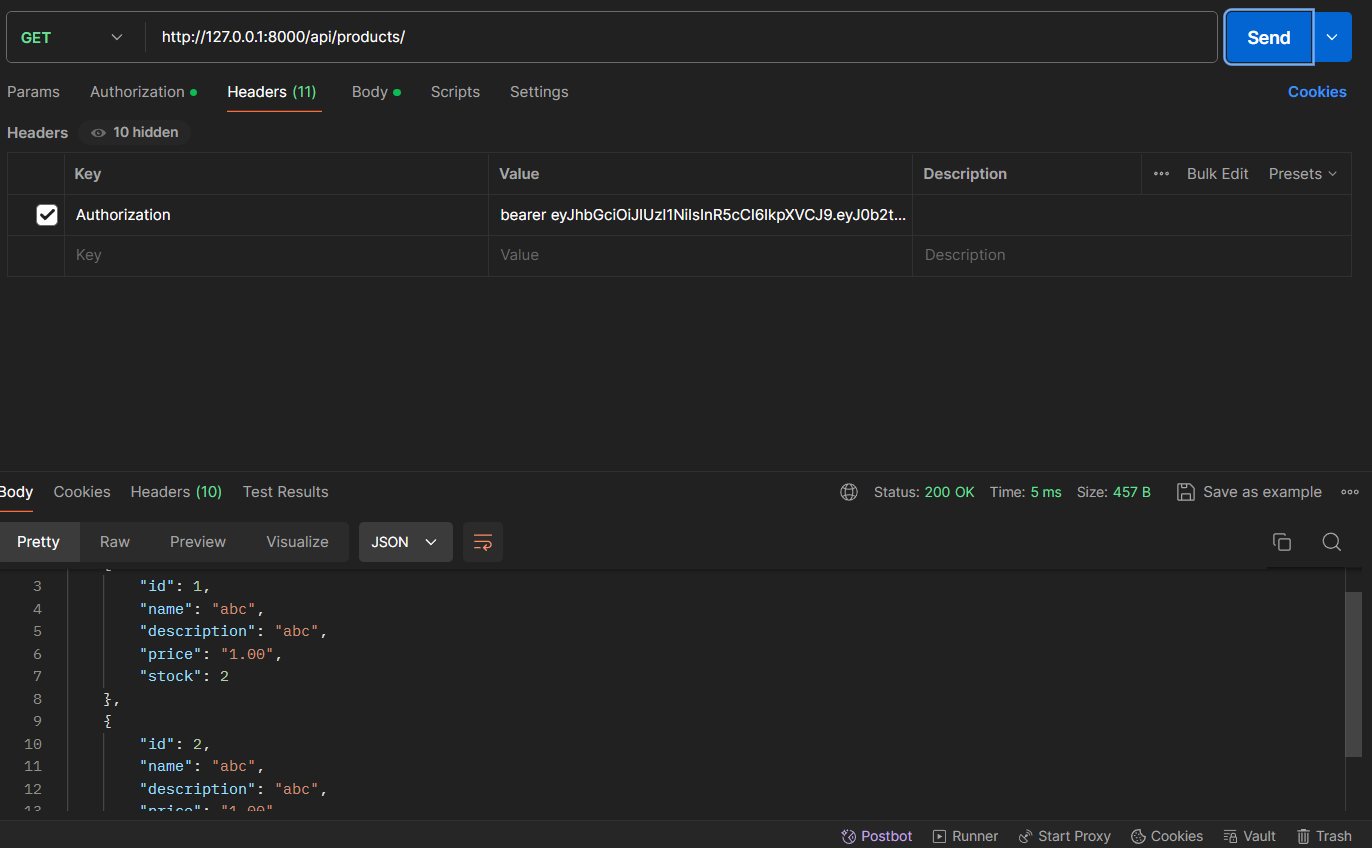 GET http://127.0.0.1:8000/api/products/ Send
Params Authorization Headers (11) Body Scripts Settings Cookies
Headers 10 hidden
Key Value Description ••• Bulk Edit Presets
Authorization bearer eyJhbGciOiJIUzI1NiIsInR5cCI6IkpXVCJ9.eyJ0b2t...
Key Value Description
Body Cookies Headers (10) Test Results Status: 200 OK Time: 5 ms Size: 457 B Save as example
Pretty Raw Preview Visualize JSON
3 "id": 1,
4 "name": "abc",
5 "description": "abc",
6 "price": "1.00",
7 "stock": 2
8 },
9 {
10 "id": 2,
11 "name": "abc",
12 "description": "abc",
13 "price": "1.00"
Postbot Runner Start Proxy Cookies Vault Trash